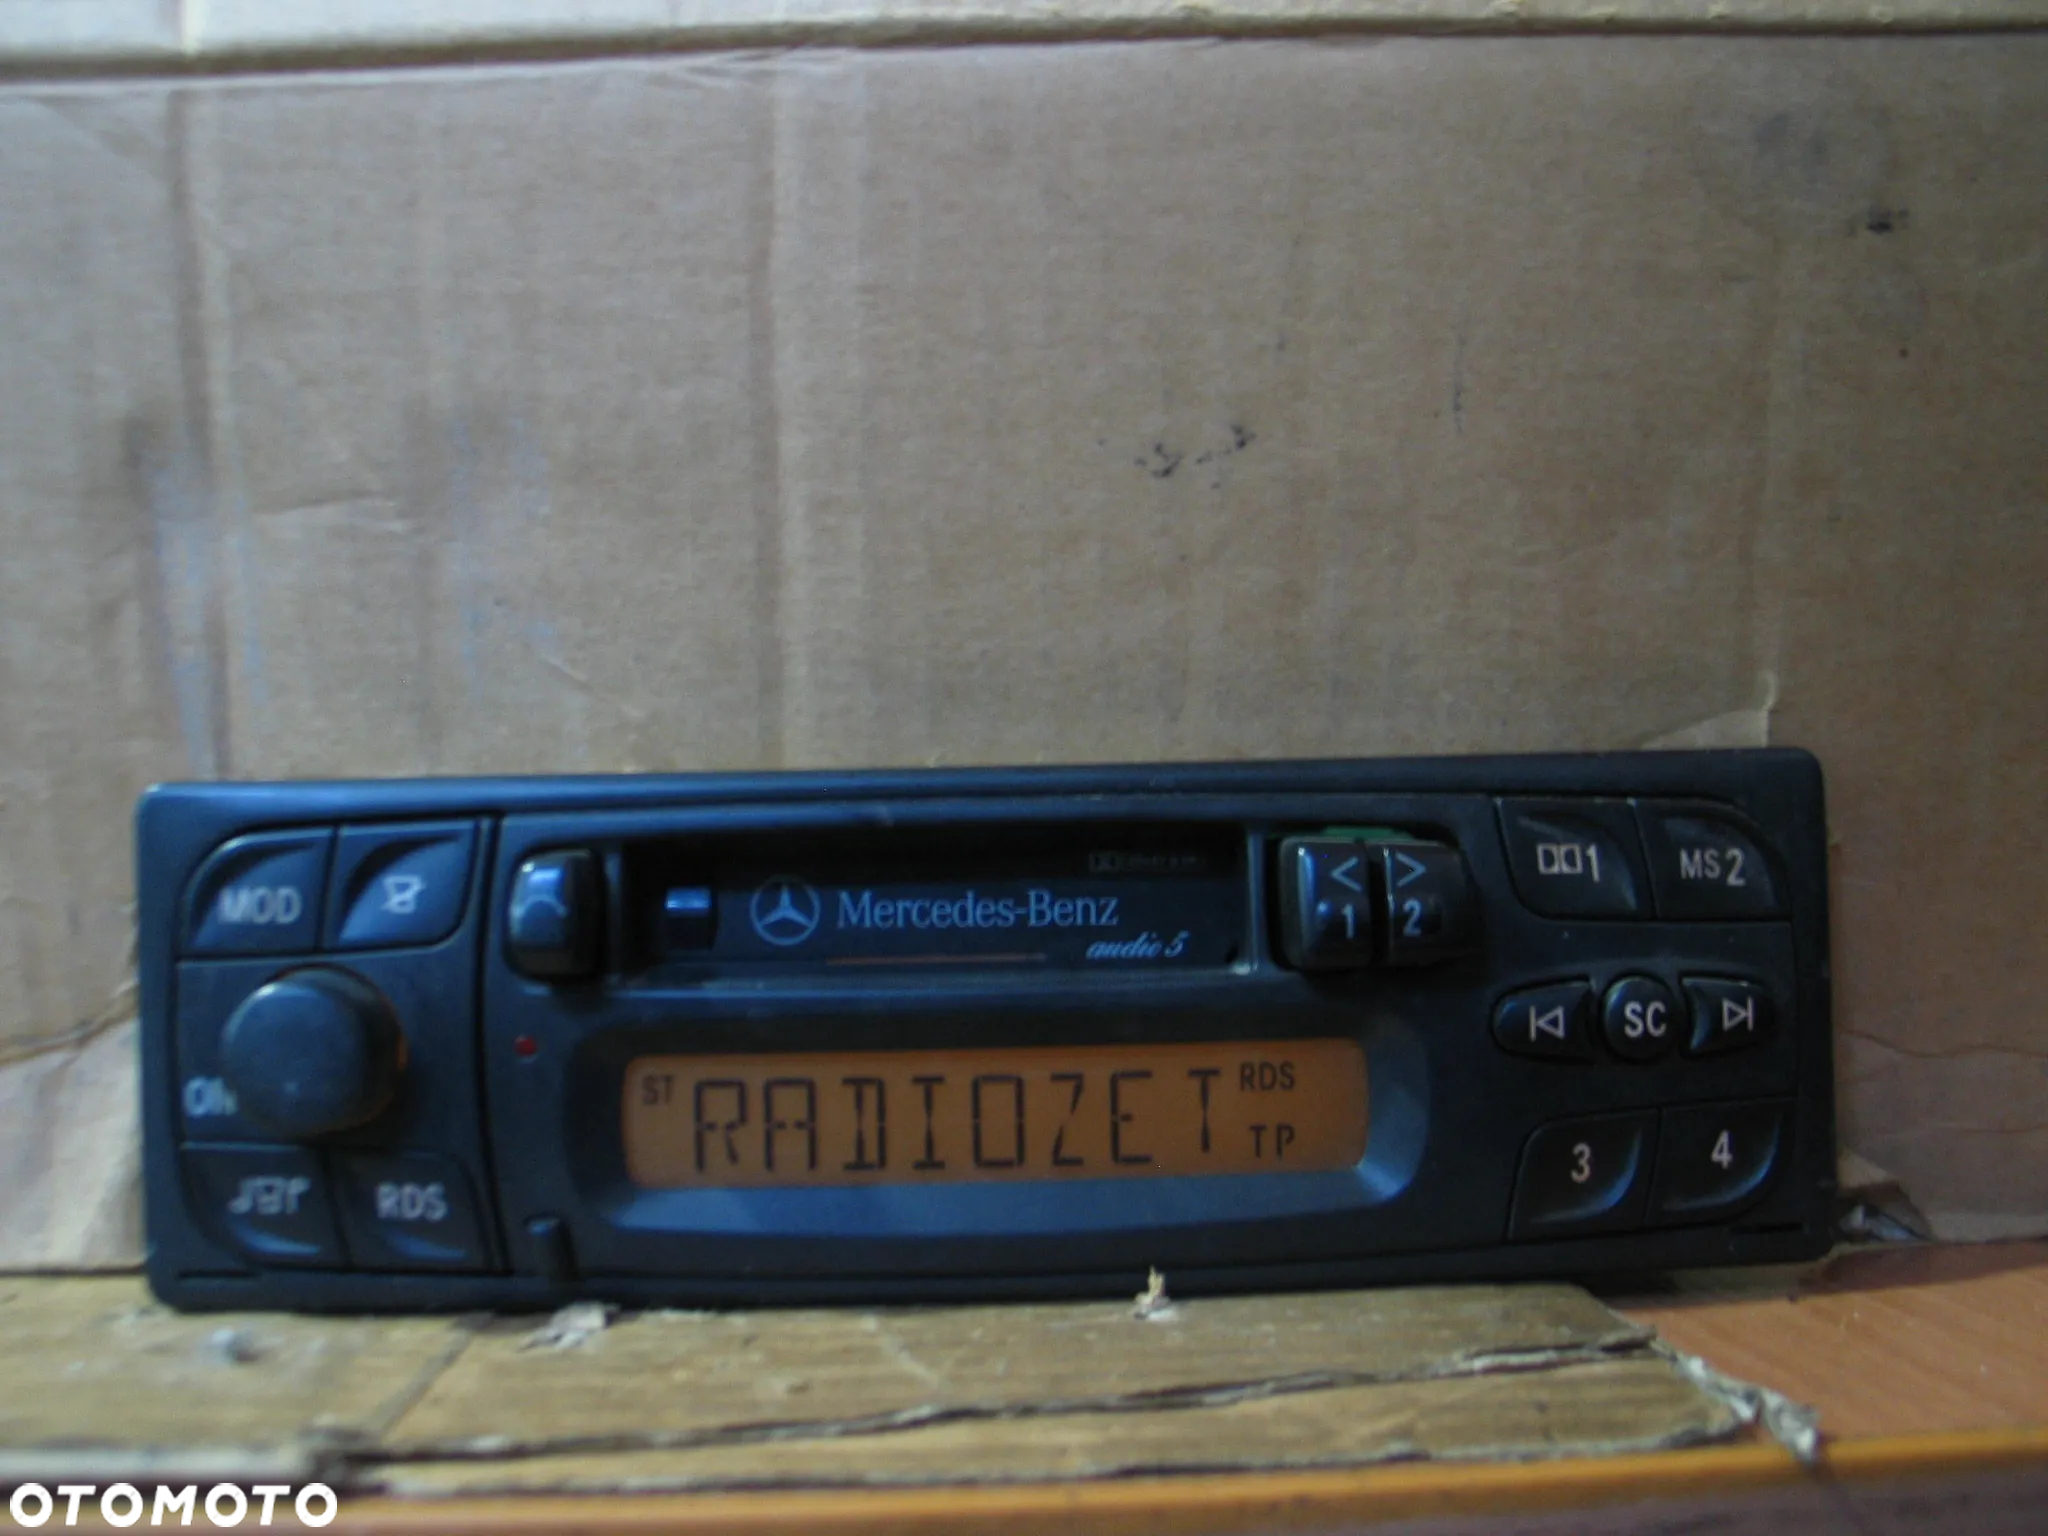 MOD
Mercedes-Benz
audio 5
< >
1 2
1
MS 2
SC
ON
ST RADIOZET RDS
TP
RDS
3
4
OTOMOTO